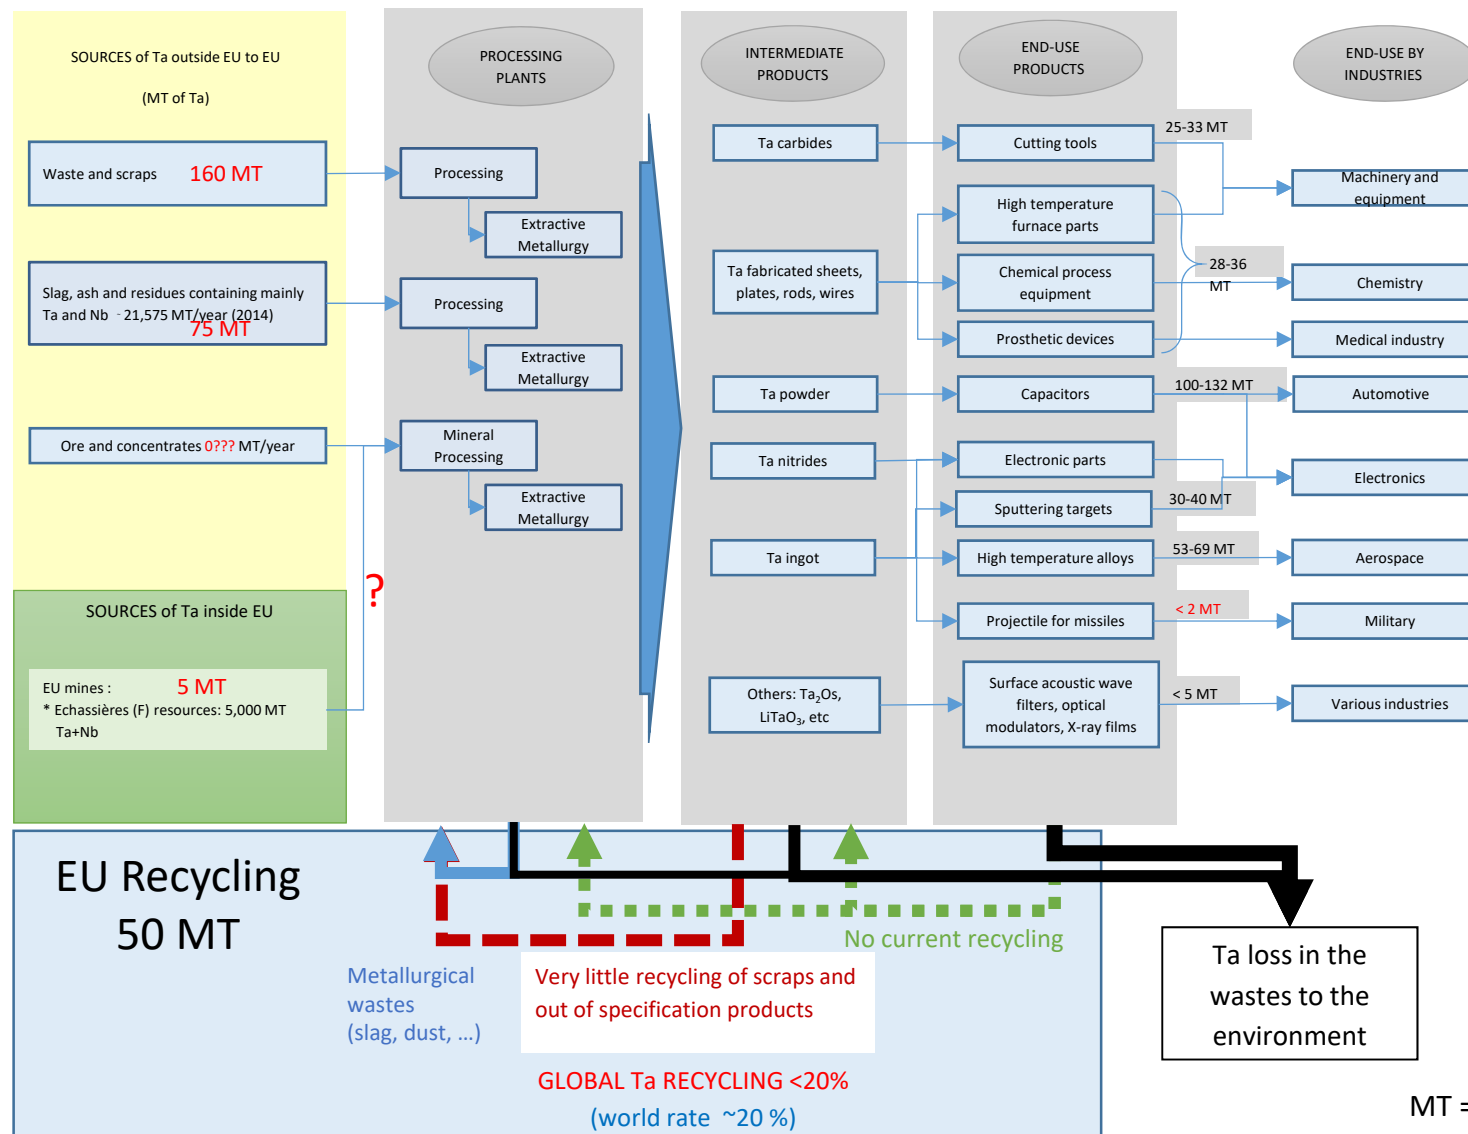 SOURCES of Ta outside EU to EU
(MT of Ta)
Waste and scraps 160 MT
Slag, ash and residues containing mainly
Ta and Nb - 21,575 MT/year (2014)
75 MT
Ore and concentrates 0??? MT/year
SOURCES of Ta inside EU
EU mines : 5 MT
* Echassières (F) resources: 5,000 MT
Ta+Nb
?
PROCESSING
PLANTS
Processing
Extractive
Metallurgy
Processing
Extractive
Metallurgy
Mineral
Processing
Extractive
Metallurgy
INTERMEDIATE
PRODUCTS
Ta carbides
Ta fabricated sheets,
plates, rods, wires
Ta powder
Ta nitrides
Ta ingot
Others: Ta₂Os,
LiTaO₃, etc
END-USE
PRODUCTS
Cutting tools
High temperature
furnace parts
Chemical process
equipment
Prosthetic devices
Capacitors
Electronic parts
Sputtering targets
High temperature alloys
Projectile for missiles
Surface acoustic wave
filters, optical
modulators, X-ray films
25-33 MT
28-36
MT
100-132 MT
30-40 MT
53-69 MT
< 2 MT
< 5 MT
END-USE BY
INDUSTRIES
Machinery and
equipment
Chemistry
Medical industry
Automotive
Electronics
Aerospace
Military
Various industries
EU Recycling
50 MT
Metallurgical
wastes
(slag, dust, ...)
Very little recycling of scraps and
out of specification products
No current recycling
GLOBAL Ta RECYCLING <20%
(world rate ~20 %)
Ta loss in the
wastes to the
environment
MT =